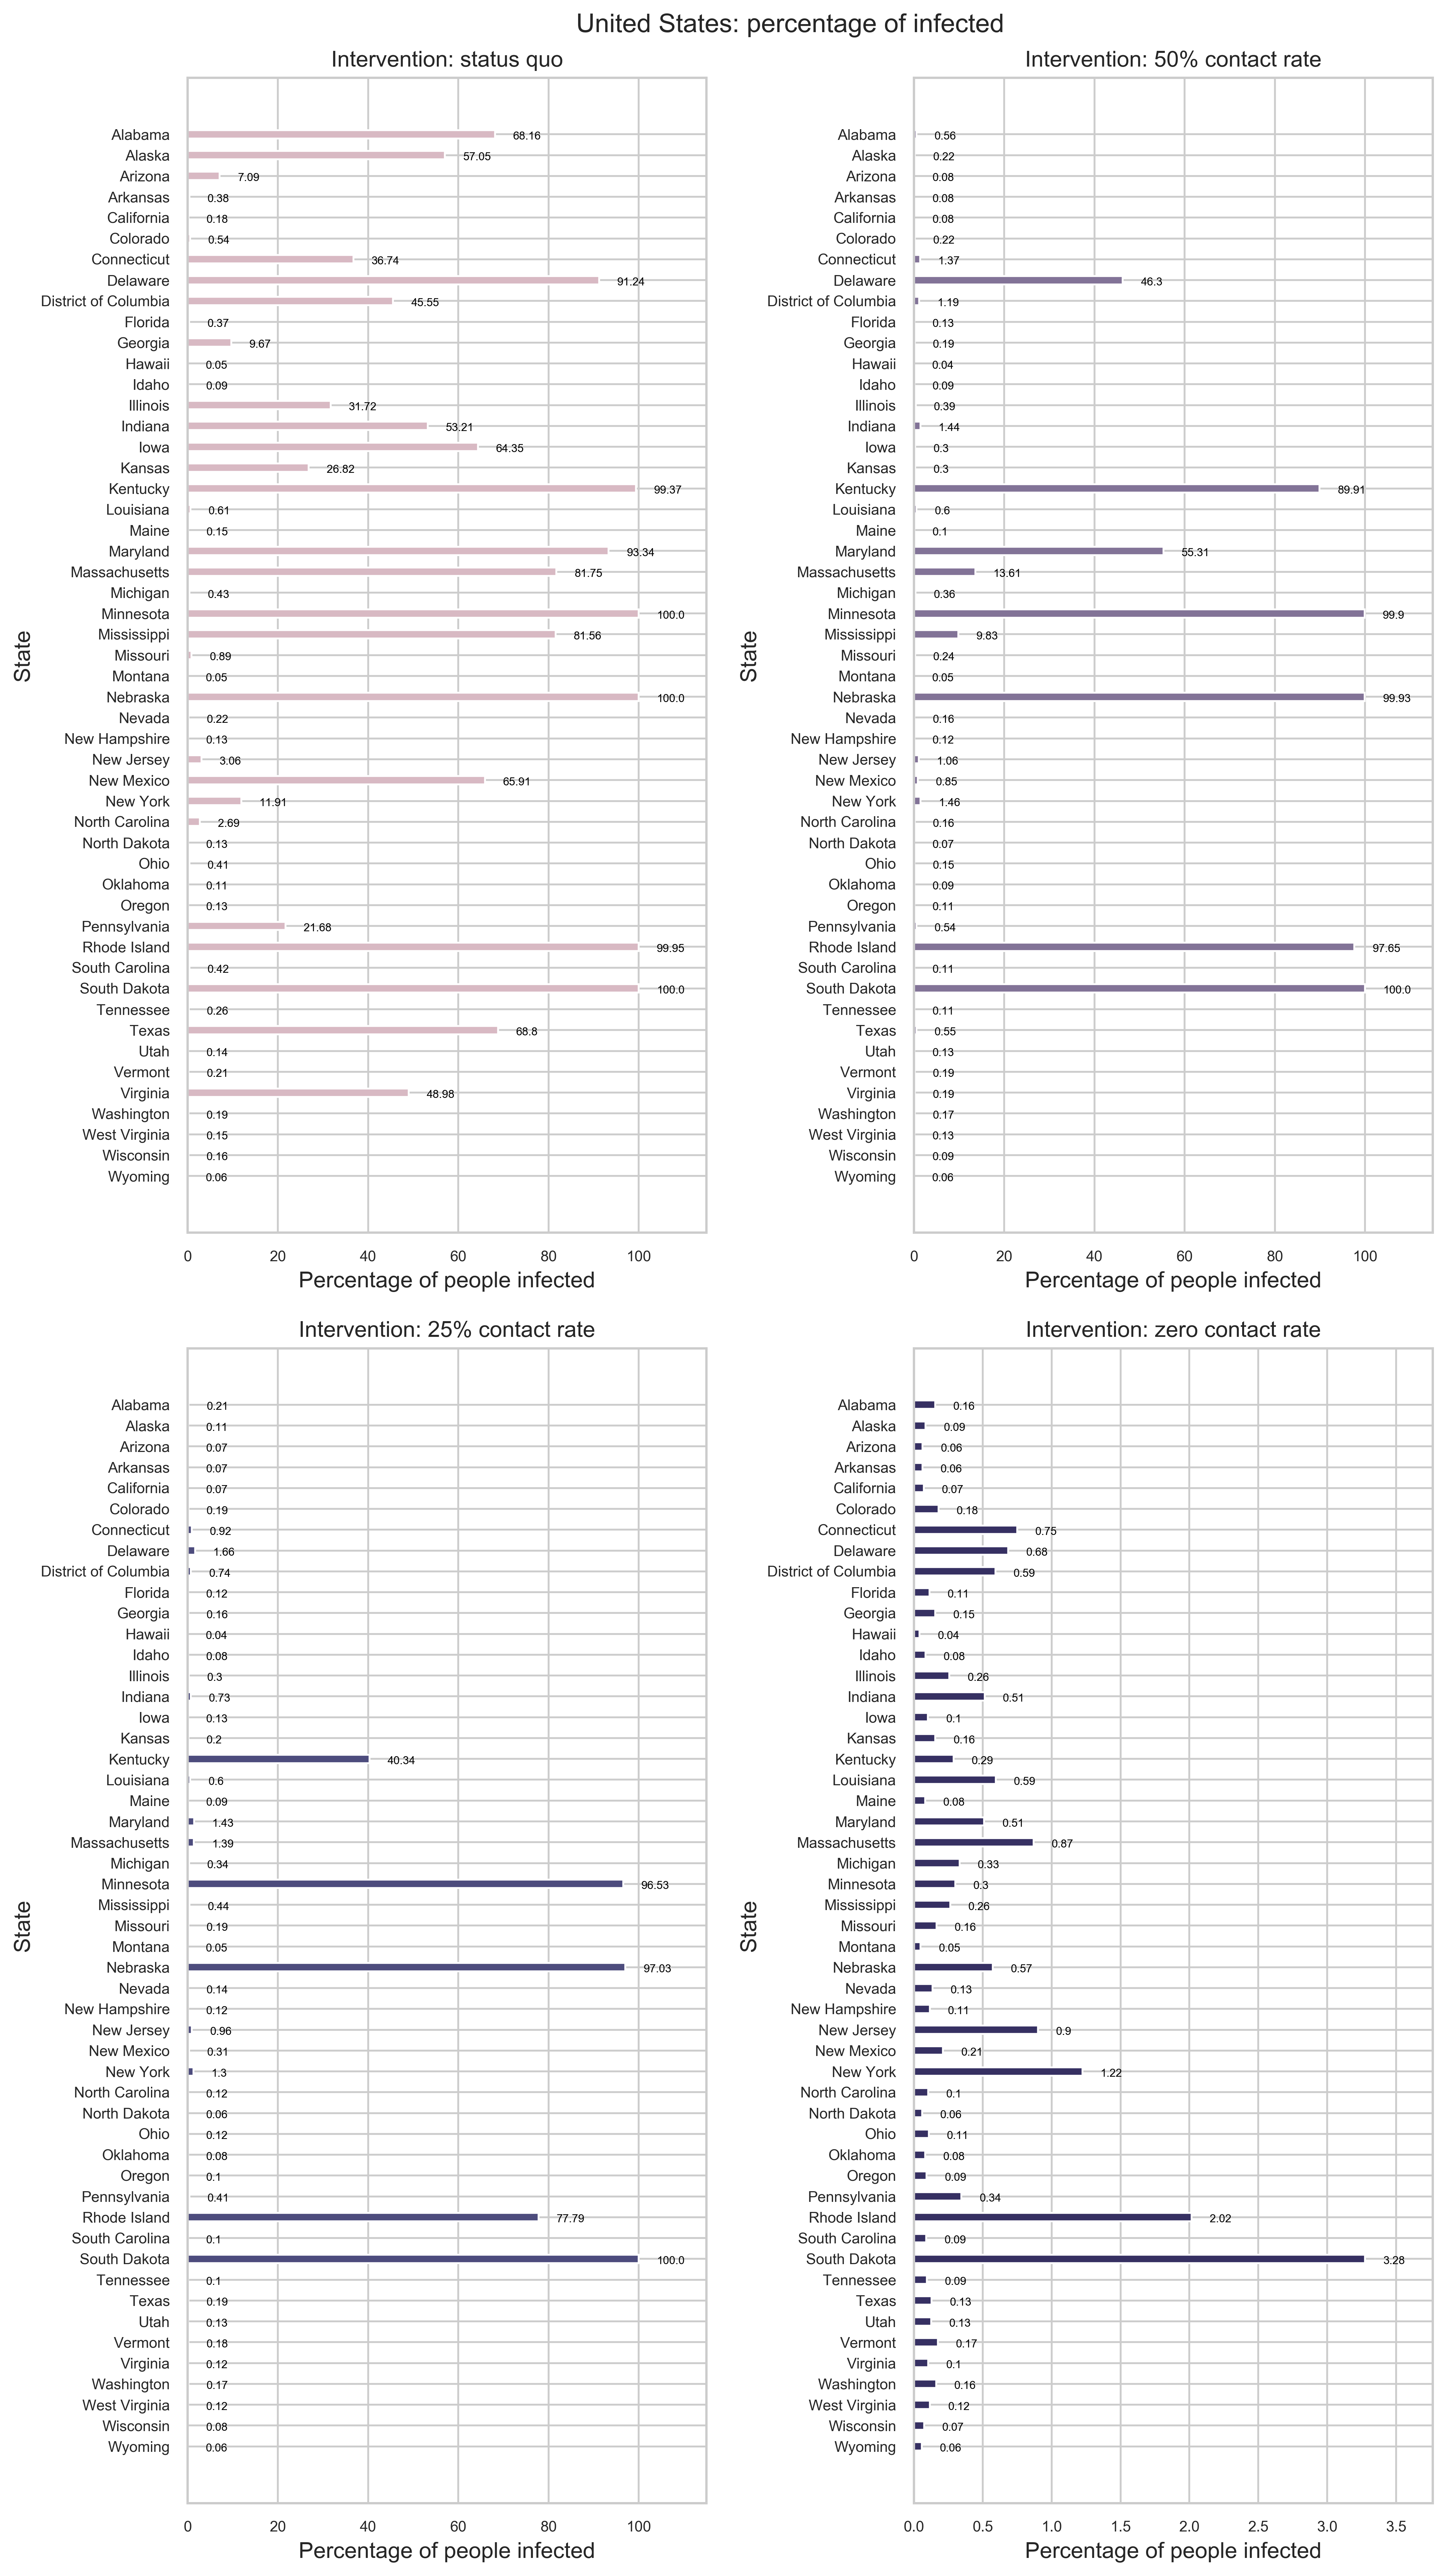 United States: percentage of infected
Intervention: status quo
Alabama 68.16
Alaska 57.05
Arizona 7.09
Arkansas 0.38
California 0.18
Colorado 0.54
Connecticut 36.74
Delaware 91.24
District of Columbia 45.55
Florida 0.37
Georgia 9.67
Hawaii 0.05
Idaho 0.09
Illinois 31.72
Indiana 53.21
Iowa 64.35
Kansas 26.82
Kentucky 99.37
Louisiana 0.61
Maine 0.15
Maryland 93.34
Massachusetts 81.75
Michigan 0.43
Minnesota 100.0
Mississippi 81.56
Missouri 0.89
Montana 0.05
Nebraska 100.0
Nevada 0.22
New Hampshire 0.13
New Jersey 3.06
New Mexico 65.91
New York 11.91
North Carolina 2.69
North Dakota 0.13
Ohio 0.41
Oklahoma 0.11
Oregon 0.13
Pennsylvania 21.68
Rhode Island 99.95
South Carolina 0.42
South Dakota 100.0
Tennessee 0.26
Texas 68.8
Utah 0.14
Vermont 0.21
Virginia 48.98
Washington 0.19
West Virginia 0.15
Wisconsin 0.16
Wyoming 0.06
State
0 20 40 60 80 100
Percentage of people infected
Intervention: 50% contact rate
Alabama 0.56
Alaska 0.22
Arizona 0.08
Arkansas 0.08
California 0.08
Colorado 0.22
Connecticut 1.37
Delaware 46.3
District of Columbia 1.19
Florida 0.13
Georgia 0.19
Hawaii 0.04
Idaho 0.09
Illinois 0.39
Indiana 1.44
Iowa 0.3
Kansas 0.3
Kentucky 89.91
Louisiana 0.6
Maine 0.1
Maryland 55.31
Massachusetts 13.61
Michigan 0.36
Minnesota 99.9
Mississippi 9.83
Missouri 0.24
Montana 0.05
Nebraska 99.93
Nevada 0.16
New Hampshire 0.12
New Jersey 1.06
New Mexico 0.85
New York 1.46
North Carolina 0.16
North Dakota 0.07
Ohio 0.15
Oklahoma 0.09
Oregon 0.11
Pennsylvania 0.54
Rhode Island 97.65
South Carolina 0.11
South Dakota 100.0
Tennessee 0.11
Texas 0.55
Utah 0.13
Vermont 0.19
Virginia 0.19
Washington 0.17
West Virginia 0.13
Wisconsin 0.09
Wyoming 0.06
State
0 20 40 60 80 100
Percentage of people infected
Intervention: 25% contact rate
Alabama 0.21
Alaska 0.11
Arizona 0.07
Arkansas 0.07
California 0.07
Colorado 0.19
Connecticut 0.92
Delaware 1.66
District of Columbia 0.74
Florida 0.12
Georgia 0.16
Hawaii 0.04
Idaho 0.08
Illinois 0.3
Indiana 0.73
Iowa 0.13
Kansas 0.2
Kentucky 40.34
Louisiana 0.6
Maine 0.09
Maryland 1.43
Massachusetts 1.39
Michigan 0.34
Minnesota 96.53
Mississippi 0.44
Missouri 0.19
Montana 0.05
Nebraska 97.03
Nevada 0.14
New Hampshire 0.12
New Jersey 0.96
New Mexico 0.31
New York 1.3
North Carolina 0.12
North Dakota 0.06
Ohio 0.12
Oklahoma 0.08
Oregon 0.1
Pennsylvania 0.41
Rhode Island 77.79
South Carolina 0.1
South Dakota 100.0
Tennessee 0.1
Texas 0.19
Utah 0.13
Vermont 0.18
Virginia 0.12
Washington 0.17
West Virginia 0.12
Wisconsin 0.08
Wyoming 0.06
State
0 20 40 60 80 100
Percentage of people infected
Intervention: zero contact rate
Alabama 0.16
Alaska 0.09
Arizona 0.06
Arkansas 0.06
California 0.07
Colorado 0.18
Connecticut 0.75
Delaware 0.68
District of Columbia 0.59
Florida 0.11
Georgia 0.15
Hawaii 0.04
Idaho 0.08
Illinois 0.26
Indiana 0.51
Iowa 0.1
Kansas 0.16
Kentucky 0.29
Louisiana 0.59
Maine 0.08
Maryland 0.51
Massachusetts 0.87
Michigan 0.33
Minnesota 0.3
Mississippi 0.26
Missouri 0.16
Montana 0.05
Nebraska 0.57
Nevada 0.13
New Hampshire 0.11
New Jersey 0.9
New Mexico 0.21
New York 1.22
North Carolina 0.1
North Dakota 0.06
Ohio 0.11
Oklahoma 0.08
Oregon 0.09
Pennsylvania 0.34
Rhode Island 2.02
South Carolina 0.09
South Dakota 3.28
Tennessee 0.09
Texas 0.13
Utah 0.13
Vermont 0.17
Virginia 0.1
Washington 0.16
West Virginia 0.12
Wisconsin 0.07
Wyoming 0.06
State
0.0 0.5 1.0 1.5 2.0 2.5 3.0 3.5
Percentage of people infected